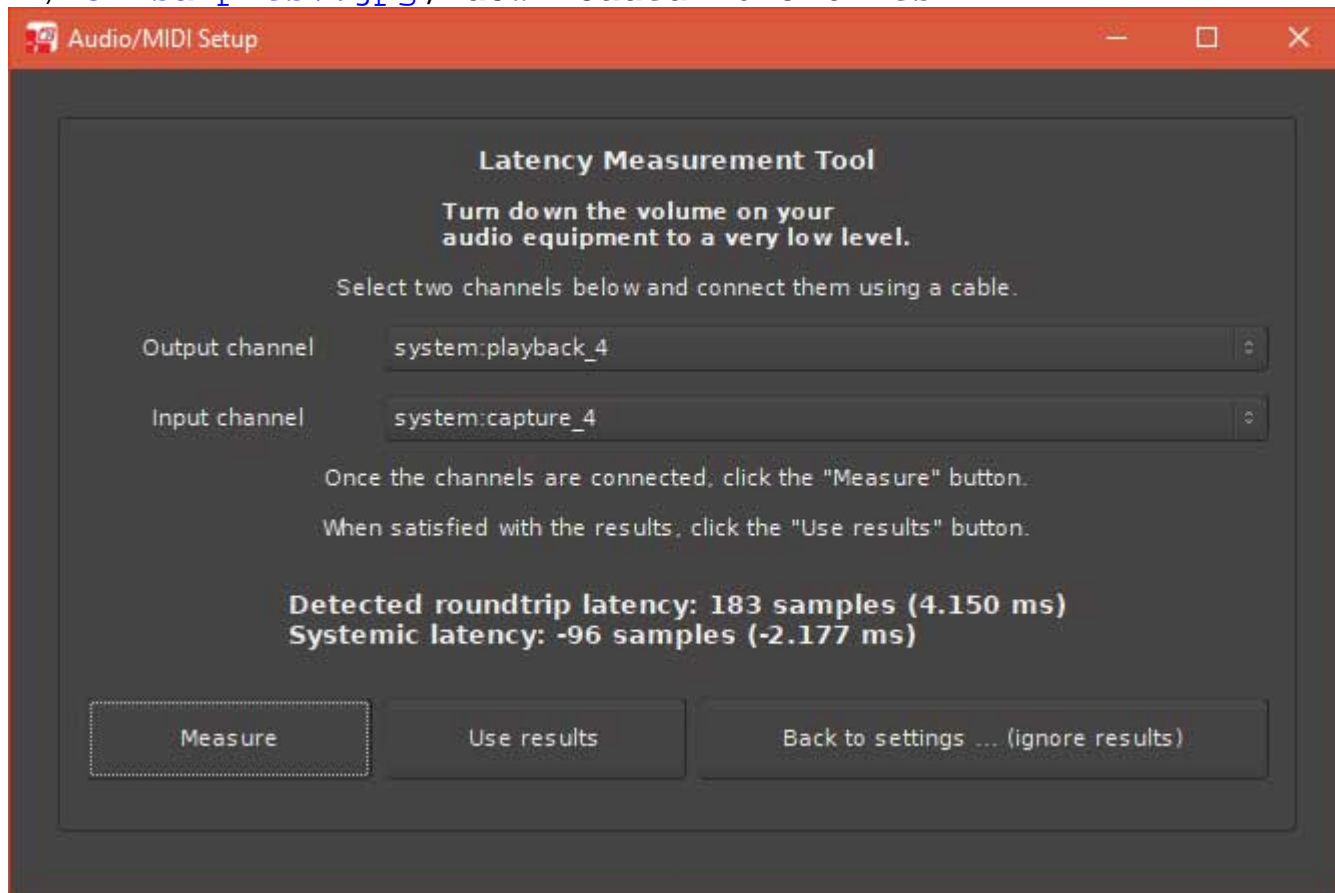 Audio/MIDI Setup
Latency Measurement Tool
Turn down the volume on your
audio equipment to a very low level.
Select two channels below and connect them using a cable.
Output channel system:playback_4
Input channel system:capture_4
Once the channels are connected, click the "Measure" button.
When satisfied with the results, click the "Use results" button.
Detected roundtrip latency: 183 samples (4.150 ms)
Systemic latency: -96 samples (-2.177 ms)
Measure Use results Back to settings ... (ignore results)